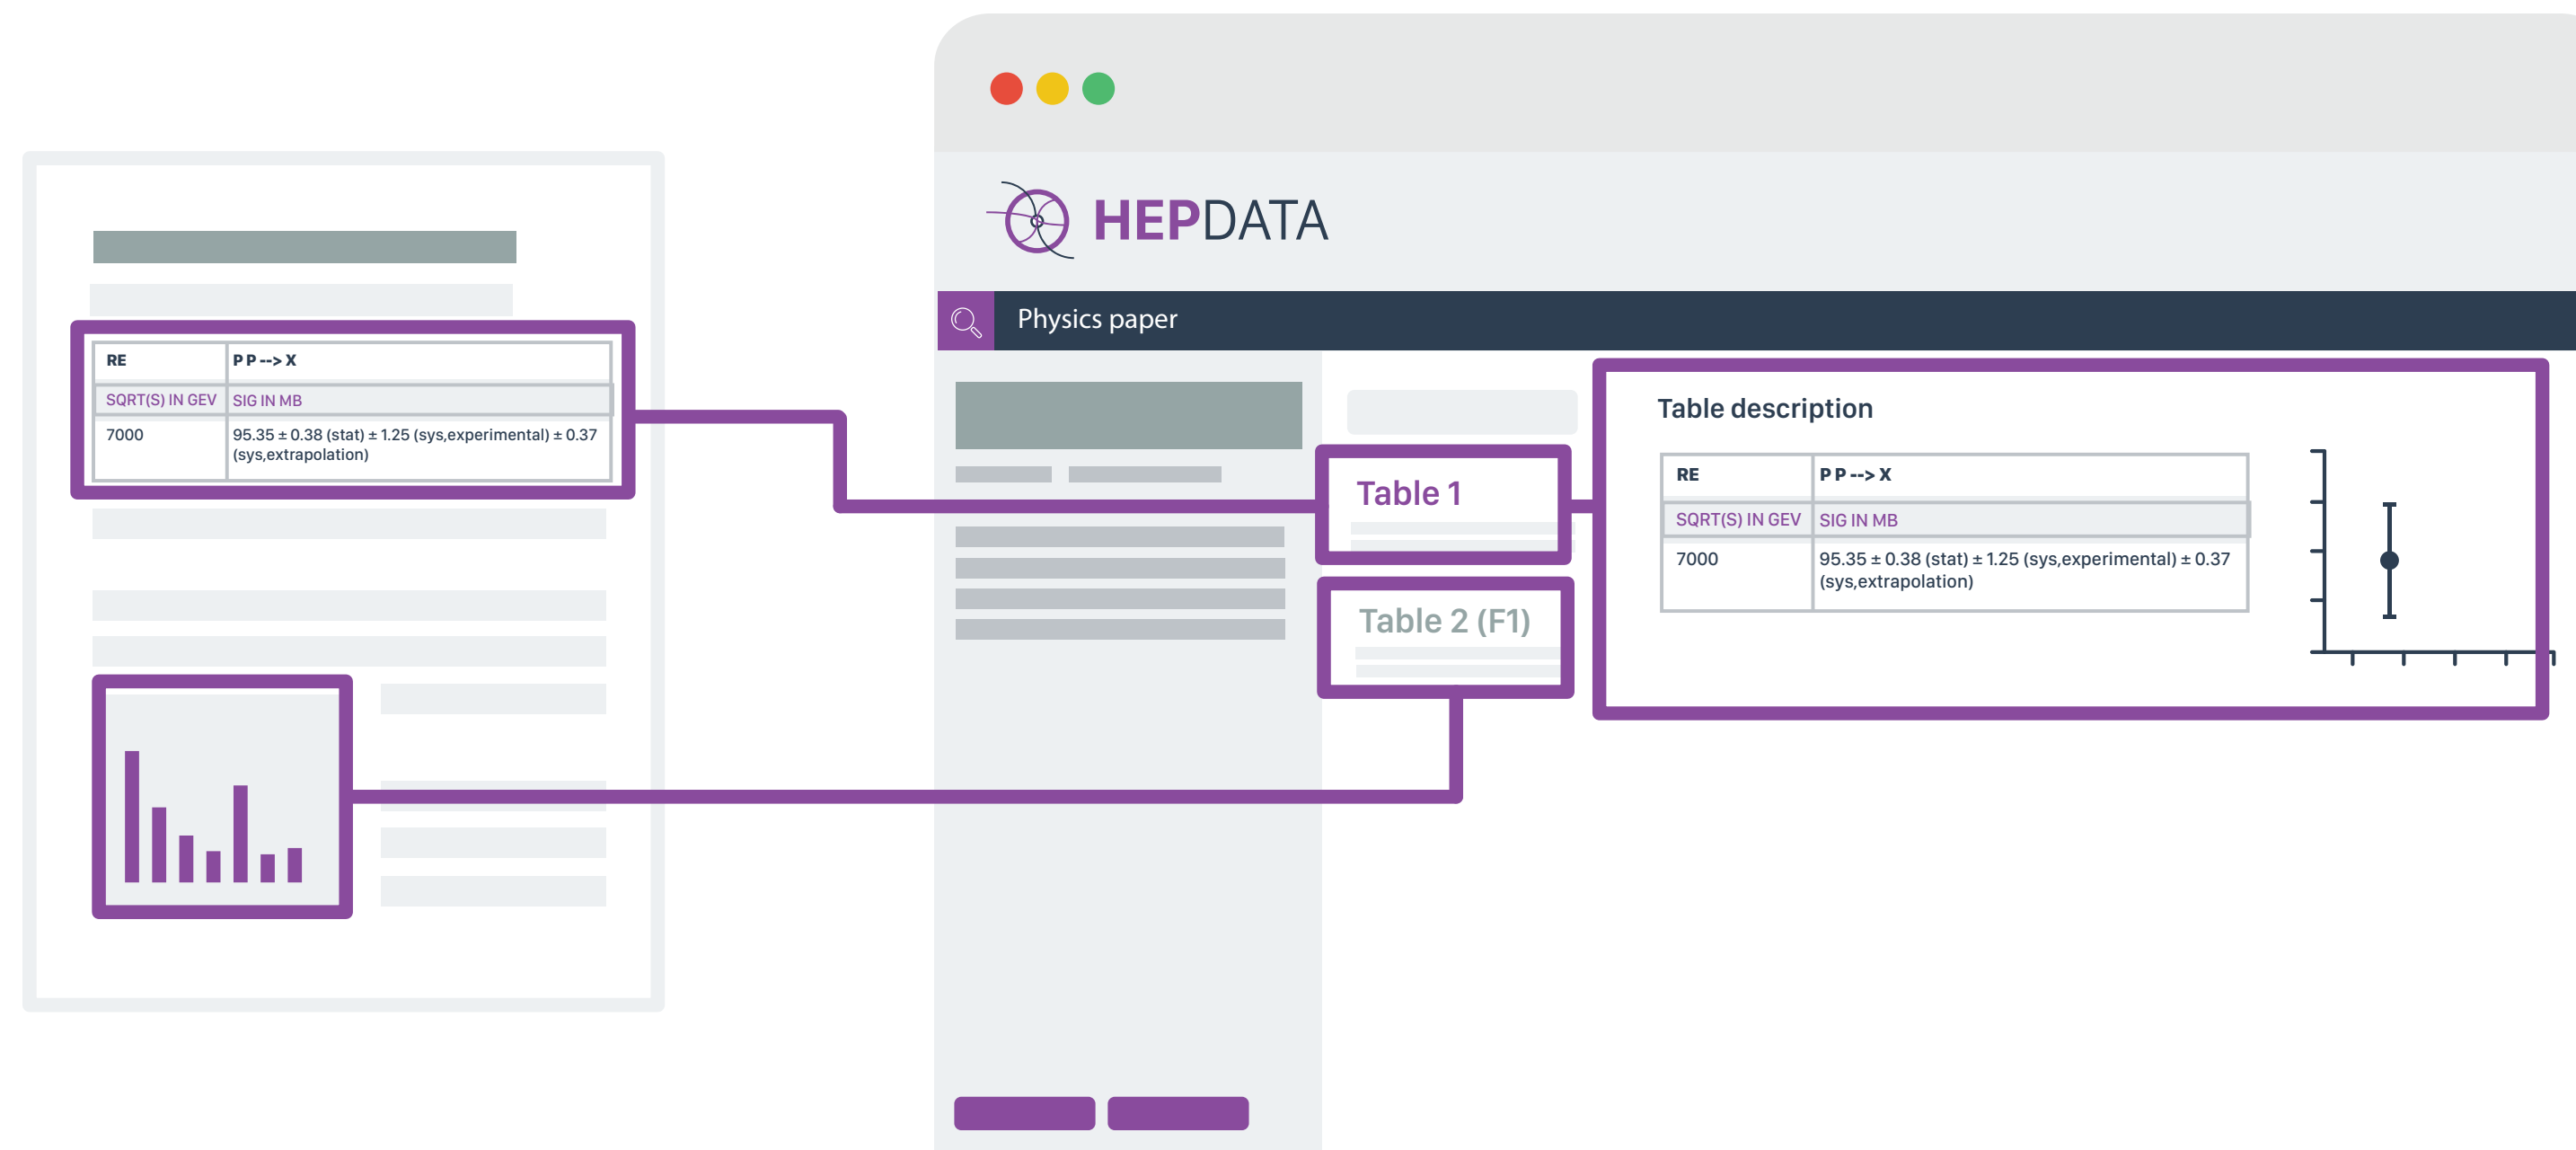 RE
P P --> X
SQRT(S) IN GEV
SIG IN MB
7000
95.35 ± 0.38 (stat) ± 1.25 (sys,experimental) ± 0.37
(sys,extrapolation)
HEPDATA
Physics paper
Table 1
Table 2 (F1)
Table description
RE
P P --> X
SQRT(S) IN GEV
SIG IN MB
7000
95.35 ± 0.38 (stat) ± 1.25 (sys,experimental) ± 0.37
(sys,extrapolation)